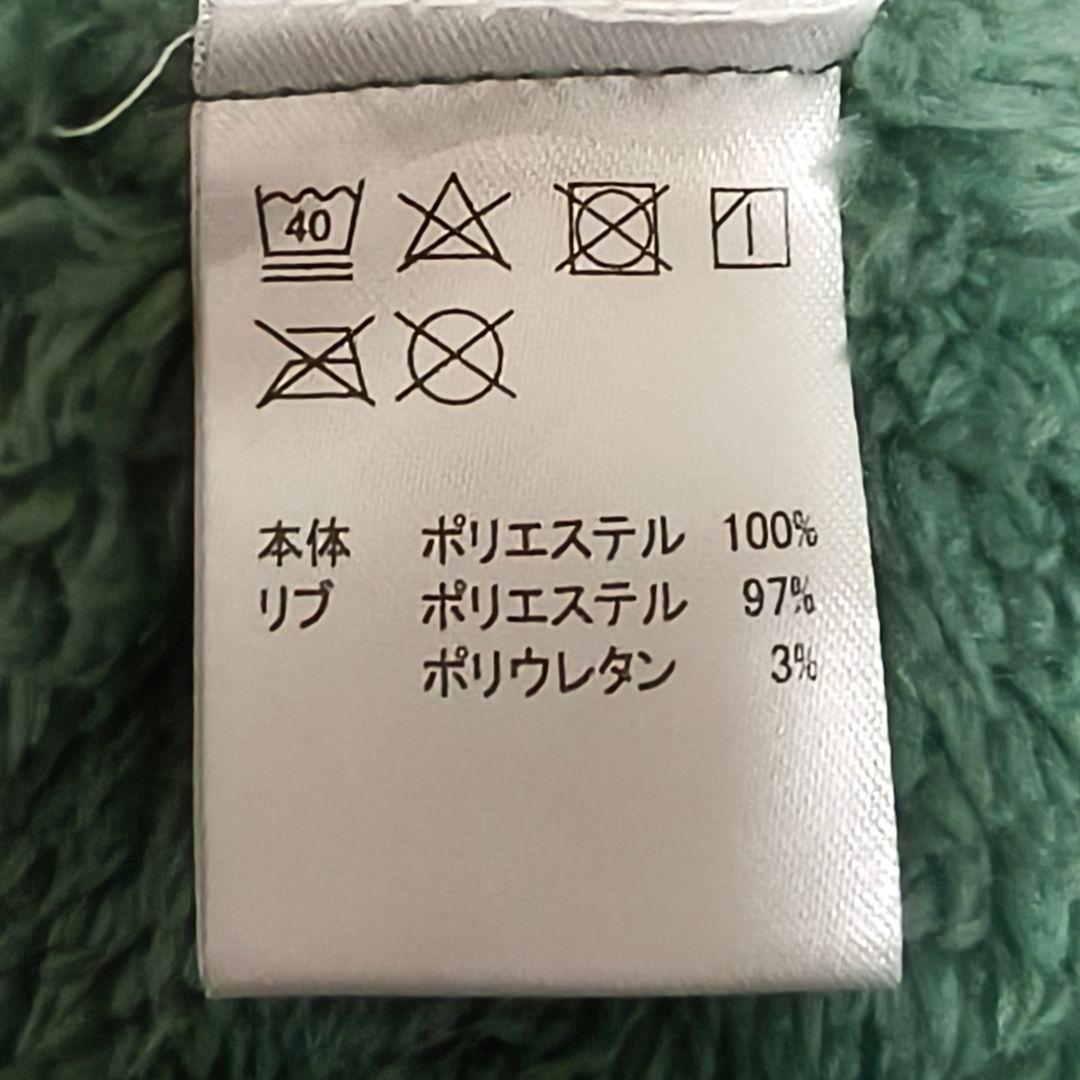 40
本体 ポリエステル 100%
リブ ポリエステル 97%
ポリウレタン 3%